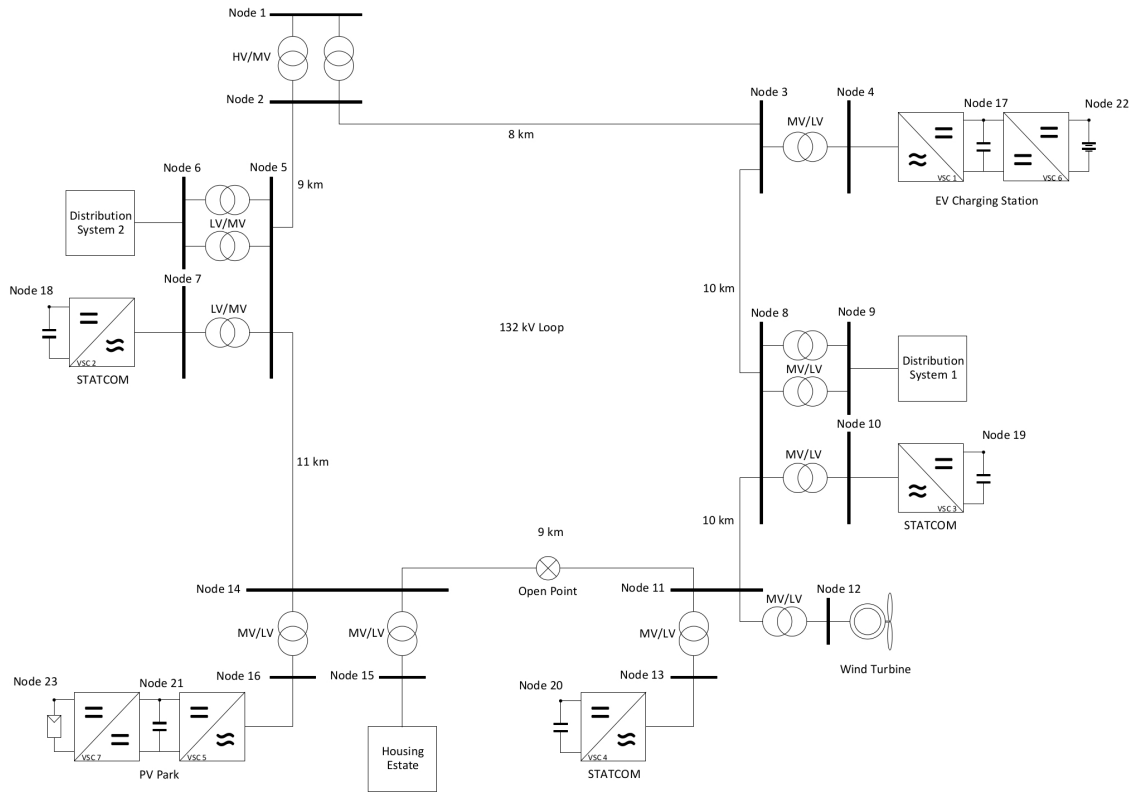 Node 1
HV/MV
Node 2
8 km
9 km
Node 3
Node 4
MV/LV
Node 17
Node 22
VSC 1
VSC 6
EV Charging Station
Node 6
Node 5
LV/MV
Distribution
System 2
Node 7
Node 18
LV/MV
VSC 2
STATCOM
10 km
132 kV Loop
Node 8
Node 9
MV/LV
Distribution
System 1
Node 10
MV/LV
Node 19
VSC 3
STATCOM
11 km
10 km
9 km
Open Point
Node 14
Node 11
MV/LV
Node 12
Wind Turbine
MV/LV
MV/LV
MV/LV
Node 16
Node 15
Node 13
Node 23
Node 21
VSC 7
VSC 5
PV Park
Housing
Estate
Node 20
VSC 4
STATCOM